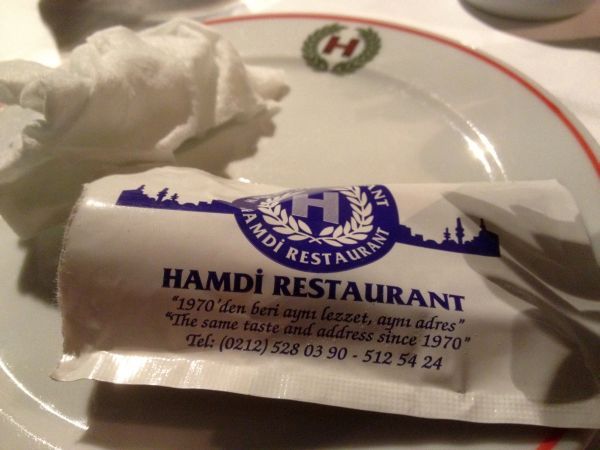 H
H
HAMDİ RESTAURANT
HAMDİ RESTAURANT
"1970'den beri aynı lezzet, aynı adres"
"The same taste and address since 1970"
Tel: (0212) 528 03 90 - 512 54 24